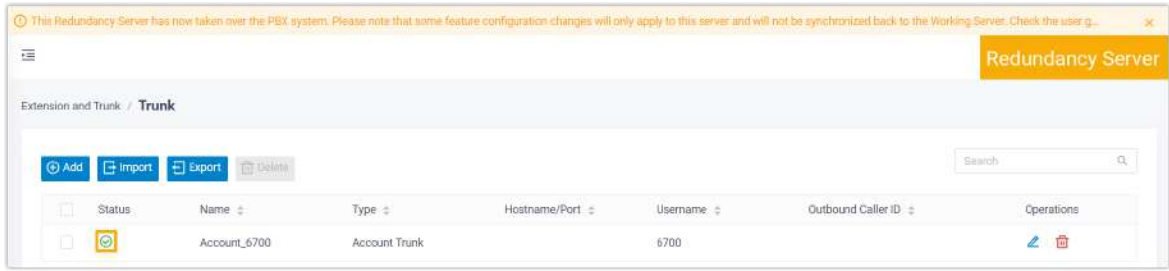 This Redundancy Server has now taken over the PBX system. Please note that some feature configuration changes will only apply to this server and will not be synchronized back to the Working Server. Check the user g...
Redundancy Server
Extension and Trunk / Trunk
Add Import Export Delete Search
Status Name Type Hostname/Port Username Outbound Caller ID Operations
Account_6700 Account Trunk 6700